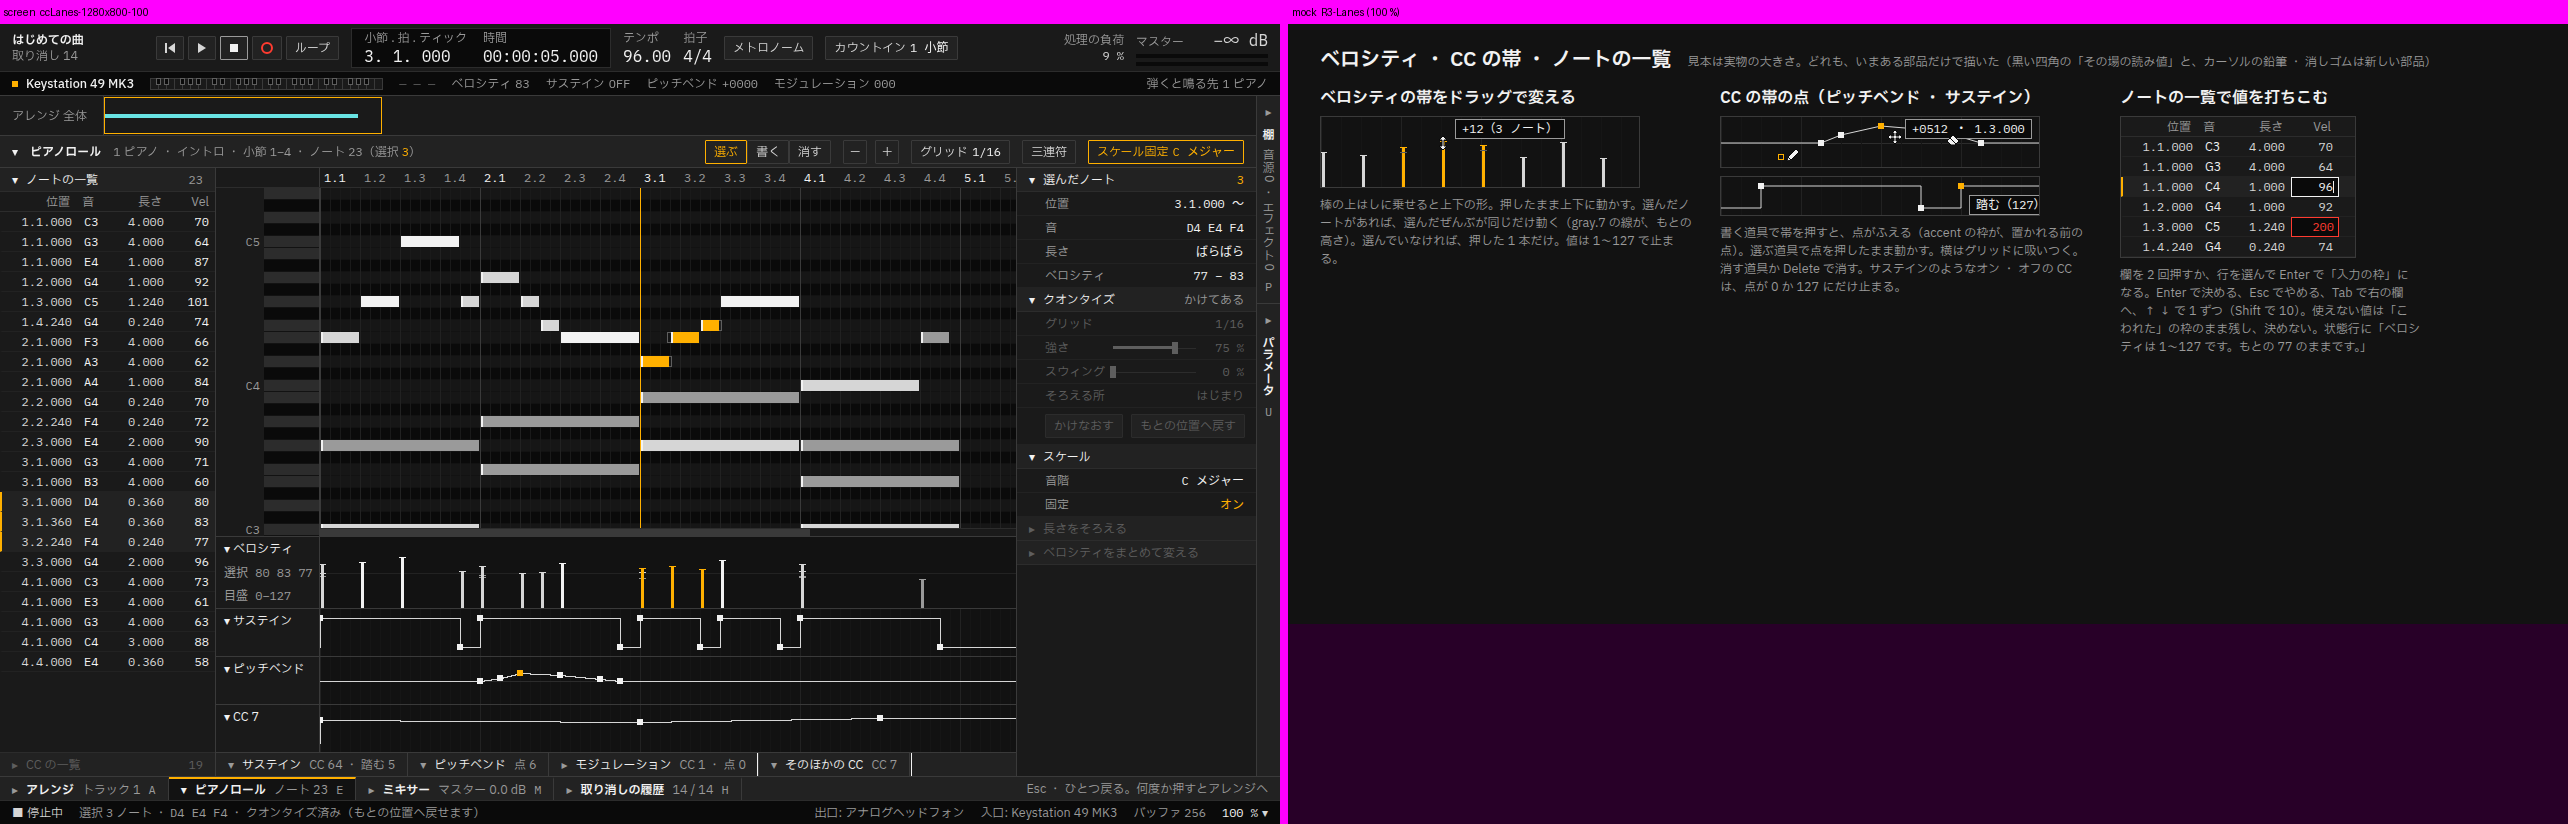 screen ccLanes-1280x800-100
はじめての曲
取り消し 14
ループ
小節 . 拍 . ティック 時間
3. 1. 000 00:00:05.000
テンポ 拍子
96.00 4/4
メトロノーム
カウントイン 1 小節
処理の負荷 マスター −∞ dB
9 %
Keystation 49 MK3
— — — ベロシティ 83 サステイン OFF ピッチベンド +0000 モジュレーション 000
弾くと鳴る先 1 ピアノ
アレンジ 全体
▾ ピアノロール 1 ピアノ ・ イントロ ・ 小節 1–4 ・ ノート 23（選択 3）
選ぶ 書く 消す − + グリッド 1/16 三連符 スケール固定 C メジャー
▾ ノートの一覧 23
位置 音 長さ Vel
1.1.000 C3 4.000 70
1.1.000 G3 4.000 64
1.1.000 E4 1.000 87
1.2.000 G4 1.000 92
1.3.000 C5 1.240 101
1.4.240 G4 0.240 74
2.1.000 F3 4.000 66
2.1.000 A3 4.000 62
2.1.000 A4 1.000 84
2.2.000 G4 0.240 70
2.2.240 F4 0.240 72
2.3.000 E4 2.000 90
3.1.000 G3 4.000 71
3.1.000 B3 4.000 60
3.1.000 D4 0.360 80
3.1.360 E4 0.360 83
3.2.240 F4 0.240 77
3.3.000 G4 2.000 96
4.1.000 C3 4.000 73
4.1.000 E3 4.000 61
4.1.000 G3 4.000 63
4.1.000 C4 3.000 88
4.4.000 E4 0.360 58
▸ CC の一覧 19
1.1 1.2 1.3 1.4 2.1 2.2 2.3 2.4 3.1 3.2 3.3 3.4 4.1 4.2 4.3 4.4 5.1 5.
C5
C4
C3
▾ ベロシティ
選択 80 83 77
目盛 0–127
▾ サステイン
▾ ピッチベンド
▾ CC 7
▾ サステイン CC 64 ・ 踏む 5
▾ ピッチベンド 点 6
▸ モジュレーション CC 1 ・ 点 0
▾ そのほかの CC CC 7
▾ 選んだノート 3
位置 3.1.000 〜
音 D4 E4 F4
長さ ばらばら
ベロシティ 77 – 83
▾ クオンタイズ かけてある
グリッド 1/16
強さ 75 %
スウィング 0 %
そろえる所 はじまり
かけなおす もとの位置へ戻す
▾ スケール
音階 C メジャー
固定 オン
▸ 長さをそろえる
▸ ベロシティをまとめて変える
▸ 棚 音源 0 ・ エフェクト 0 P
▸ パラメータ U
▸ アレンジ トラック 1 A
▾ ピアノロール ノート 23 E
▸ ミキサー マスター 0.0 dB M
▸ 取り消しの履歴 14 / 14 H
Esc ・ ひとつ戻る。何度か押すとアレンジへ
■ 停止中 選択 3 ノート ・ D4 E4 F4 ・ クオンタイズ済み（もとの位置へ戻せます）
出口: アナログヘッドフォン 入口: Keystation 49 MK3 バッファ 256 100 % ▾
mock R3-Lanes (100 %)
ベロシティ ・ CC の帯 ・ ノートの一覧 見本は実物の大きさ。どれも、いまある部品だけで描いた（黒い四角の「その場の読み値」と、カーソルの鉛筆 ・ 消しゴムは新しい部品）
ベロシティの帯をドラッグで変える
+12（3 ノート）
棒の上はしに乗せると上下の形。押したまま上下に動かす。選んだノ
ートがあれば、選んだぜんぶが同じだけ動く（gray.7 の線が、もとの
高さ）。選んでいなければ、押した 1 本だけ。値は 1〜127 で止ま
る。
CC の帯の点（ピッチベンド ・ サステイン）
+0512 ・ 1.3.000
踏む（127）
書く道具で帯を押すと、点がふえる（accent の枠が、置かれる前の
点）。選ぶ道具で点を押したまま動かす。横はグリッドに吸いつく。
消す道具か Delete で消す。サステインのようなオン ・ オフの CC
は、点が 0 か 127 にだけ止まる。
ノートの一覧で値を打ちこむ
位置 音 長さ Vel
1.1.000 C3 4.000 70
1.1.000 G3 4.000 64
1.1.000 C4 1.000 96
1.2.000 G4 1.000 92
1.3.000 C5 1.240 200
1.4.240 G4 0.240 74
欄を 2 回押すか、行を選んで Enter で「入力の枠」に
なる。Enter で決める、Esc でやめる、Tab で右の欄
へ、↑ ↓ で 1 ずつ（Shift で 10）。使えない値は「こ
われた」の枠のまま残し、決めない。状態行に「ベロシ
ティは 1〜127 です。もとの 77 のままです。」